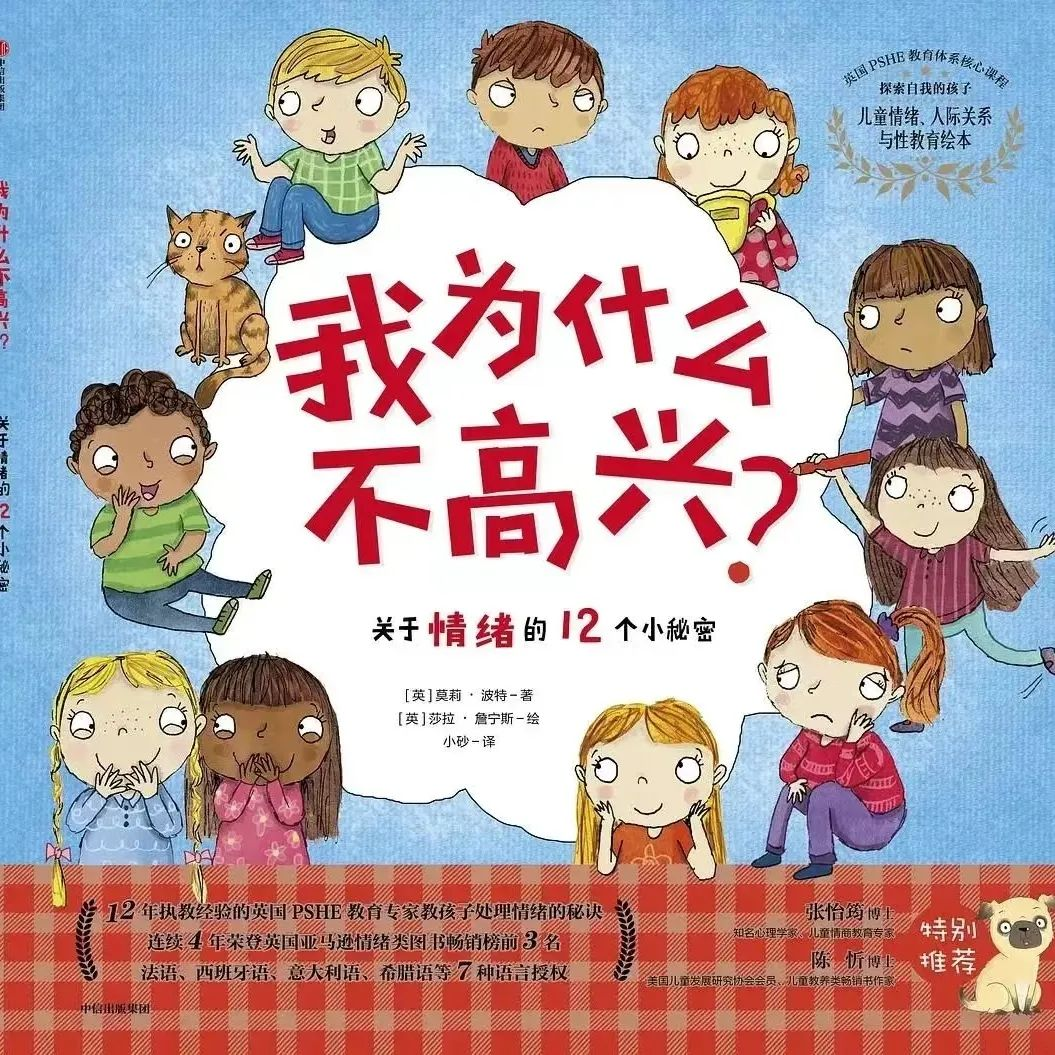 中信出版集团
我为什么不高兴?
关于情绪的12个小秘密
英国PSHE教育体系核心课程
探索自我的孩子
儿童情绪、人际关系
与性教育绘本
我为什么
不高兴?
关于情绪的12个小秘密
[英]莫莉·波特–著
[英]莎拉·詹宁斯–绘
小砂–译
12年执教经验的英国PSHE教育专家教孩子处理情绪的秘诀
连续4年荣登英国亚马逊情绪类图书畅销榜前3名
法语、西班牙语、意大利语、希腊语等7种语言授权
张怡筠博士
知名心理学家、儿童情商教育专家
陈忻博士
美国儿童发展研究协会会员、儿童教养类畅销书作家
特别
推荐
中信出版集团